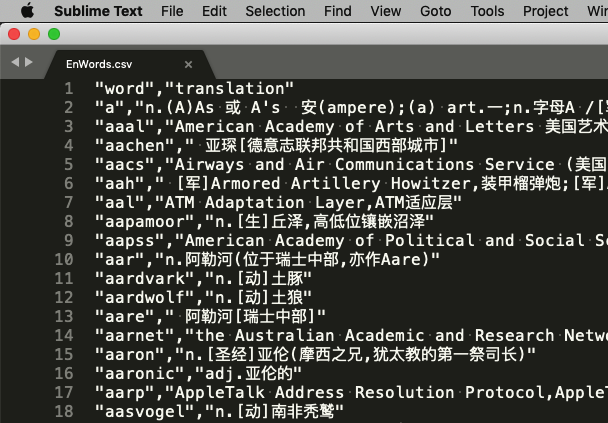 Sublime Text File Edit Selection Find View Goto Tools Project
EnWords.csv ×
1 "word","translation"
2 "a","n.(A)As 或 A's  安(ampere);(a) art.一;n.字母A /[
3 "aaal","American Academy of Arts and Letters 美国艺术
4 "aachen"," 亚琛[德意志联邦共和国西部城市]"
5 "aacs","Airways and Air Communications Service (美国
6 "aah"," [军]Armored Artillery Howitzer,装甲榴弹炮;[军]
7 "aal","ATM Adaptation Layer,ATM适应层"
8 "aapamoor","n.[生]丘泽,高低位镶嵌沼泽"
9 "aapss","American Academy of Political and Social
10 "aar","n.阿勒河(位于瑞士中部,亦作Aare)"
11 "aardvark","n.[动]土豚"
12 "aardwolf","n.[动]土狼"
13 "aare"," 阿勒河[瑞士中部]"
14 "aarnet","the Australian Academic and Research
15 "aaron","n.[圣经]亚伦(摩西之兄,犹太教的第一祭司长)"
16 "aaronic","adj.亚伦的"
17 "aarp","AppleTalk Address Resolution Protocol,
18 "aasvogel","n.[动]南非秃鹫"